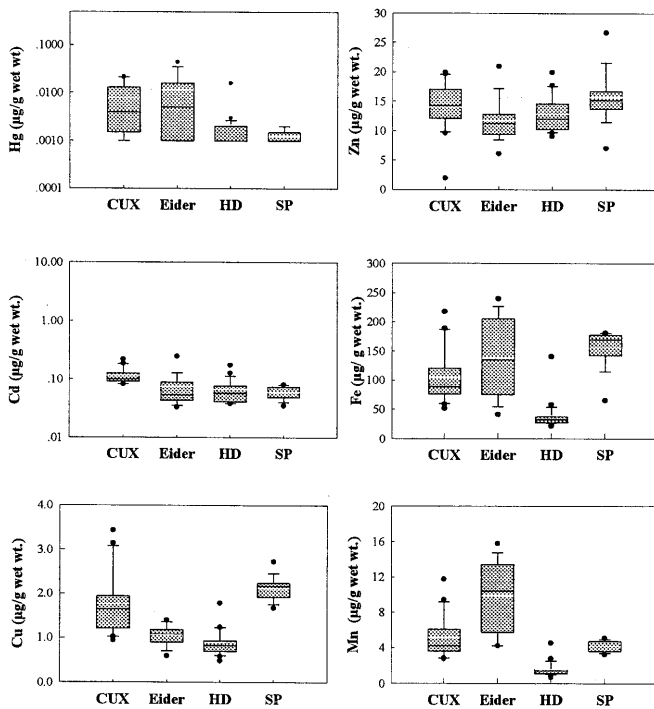 Hg (µg/g wet wt)
.1000
.0100
.0010
.0001
CUX Eider HD SP
Zn (µg/g wet wt.)
30
25
20
15
10
5
0
CUX Eider HD SP
Cd (µg/g wet wt.)
10.00
1.00
.10
.01
CUX Eider HD SP
Fe (µg/ g wet wt.)
300
250
200
150
100
50
0
CUX Eider HD SP
Cu (µg/g wet wt.)
4.0
3.0
2.0
1.0
0.0
CUX Eider HD SP
Mn (µg/g wet wt.)
20
16
12
8
4
0
CUX Eider HD SP